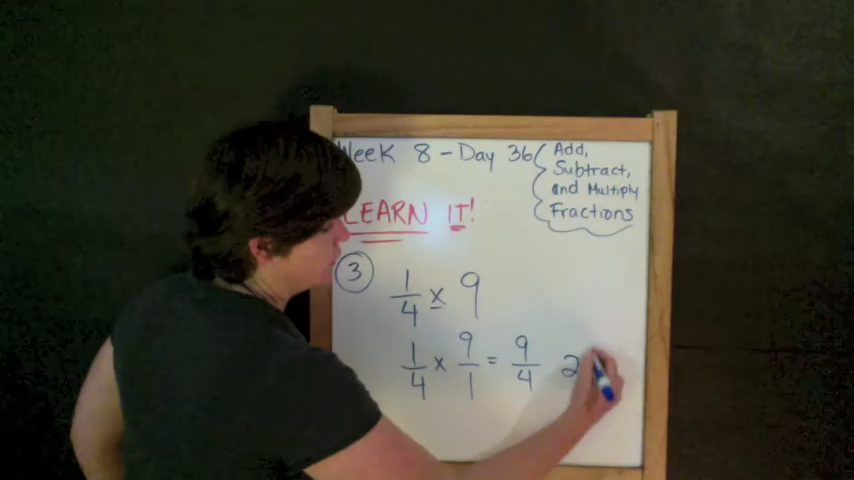 Week 8 - Day 36
Add,
Subtract,
and Multiply
Fractions
LEARN IT!
3
1/4 x 9
1/4 x 9/1 = 9/4 2